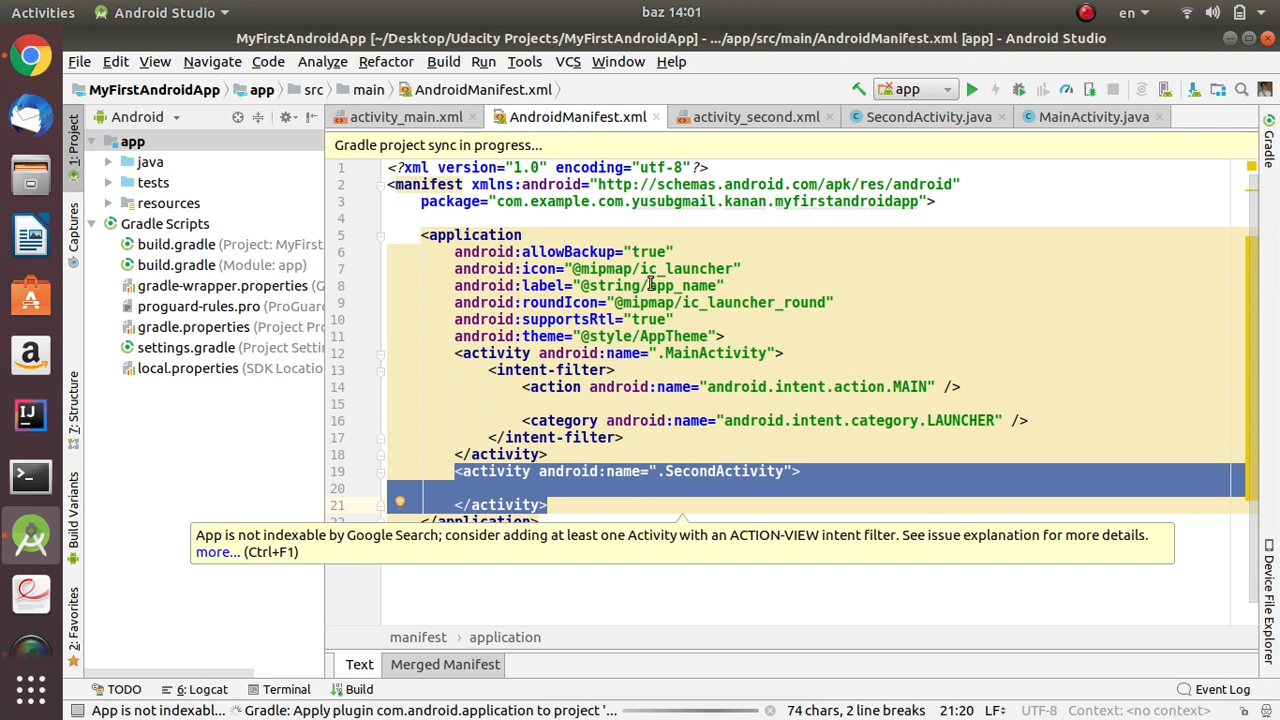 Activities Android Studio baz 14:01 en
MyFirstAndroidApp [~/Desktop/Udacity Projects/MyFirstAndroidApp] - .../app/src/main/AndroidManifest.xml [app] - Android Studio
File Edit View Navigate Code Analyze Refactor Build Run Tools VCS Window Help
MyFirstAndroidApp app src main AndroidManifest.xml app
Android activity_main.xml AndroidManifest.xml activity_second.xml SecondActivity.java MainActivity.java
Gradle project sync in progress...
1: Project
Captures
7: Structure
Build Variants
2: Favorites
app
java
tests
resources
Gradle Scripts
build.gradle (Project: MyFirst
build.gradle (Module: app)
gradle-wrapper.properties
proguard-rules.pro (ProGuar
gradle.properties (Project Pro
settings.gradle (Project Setti
local.properties (SDK Locatio
1 <?xml version="1.0" encoding="utf-8"?>
2 <manifest xmlns:android="http://schemas.android.com/apk/res/android"
3 package="com.example.com.yusubgmail.kanan.myfirstandroidapp">
4
5 <application
6 android:allowBackup="true"
7 android:icon="@mipmap/ic_launcher"
8 android:label="@string/app_name"
9 android:roundIcon="@mipmap/ic_launcher_round"
10 android:supportsRtl="true"
11 android:theme="@style/AppTheme">
12 <activity android:name=".MainActivity">
13 <intent-filter>
14 <action android:name="android.intent.action.MAIN" />
15
16 <category android:name="android.intent.category.LAUNCHER" />
17 </intent-filter>
18 </activity>
19 <activity android:name=".SecondActivity">
20
21 </activity>
22 </application>
App is not indexable by Google Search; consider adding at least one Activity with an ACTION-VIEW intent filter. See issue explanation for more details.
more... (Ctrl+F1)
Gradle
Device File Explorer
manifest › application
Text Merged Manifest
TODO 6: Logcat Terminal Build Event Log
App is not indexabl... Gradle: Apply plugin com.android.application to project '... 74 chars, 2 line breaks 21:20 LF÷ UTF-8 Context: <no context>